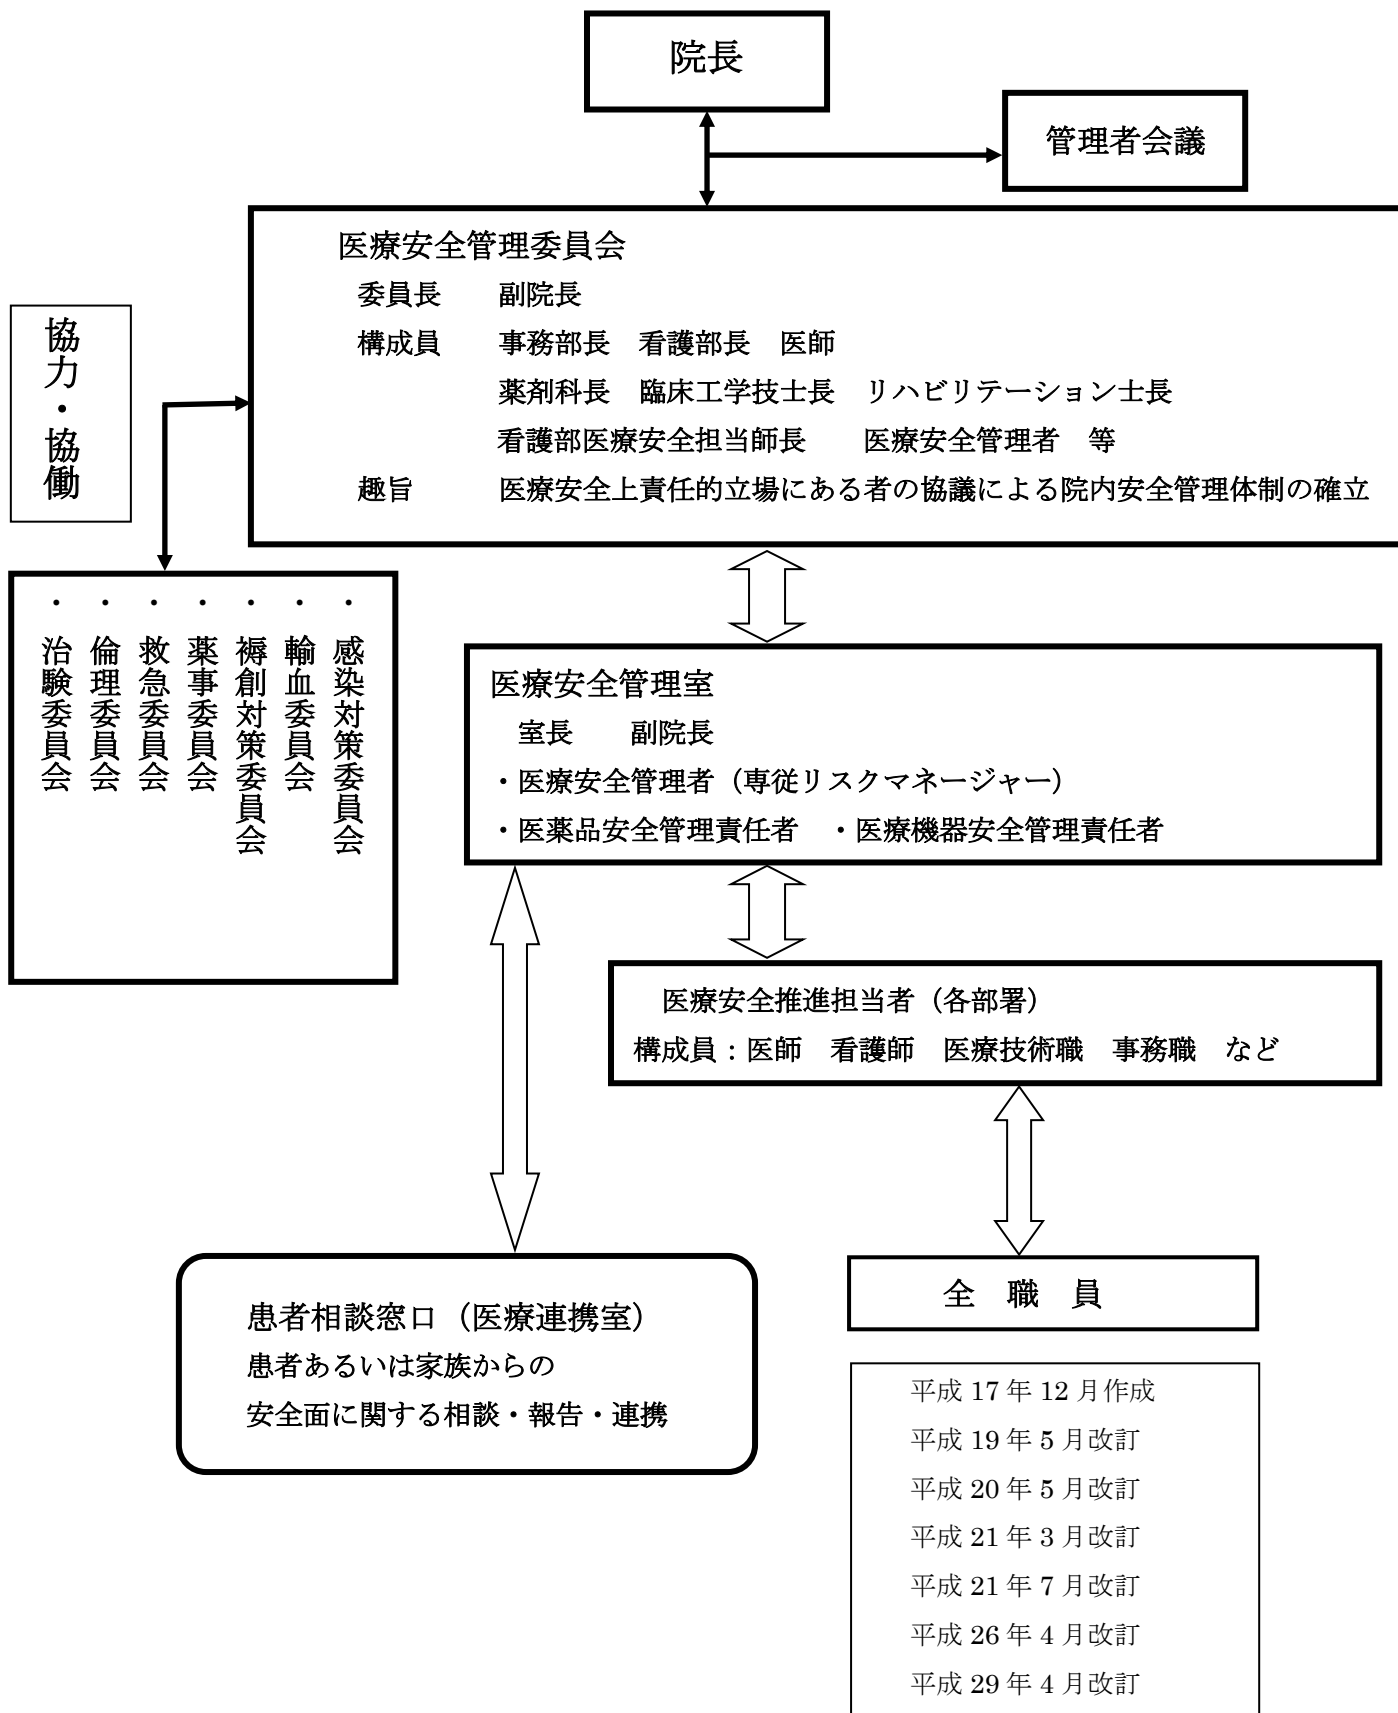 院長
管理者会議
医療安全管理委員会
委員長　　副院長
構成員　　事務部長　看護部長　医師
薬剤科長　臨床工学技士長　リハビリテーション士長
看護部医療安全担当師長　　医療安全管理者　等
趣旨　　　医療安全上責任的立場にある者の協議による院内安全管理体制の確立
協力・協働
・感染対策委員会
・輸血委員会
・褥創対策委員会
・薬事委員会
・救急委員会
・倫理委員会
・治験委員会
医療安全管理室
室長　　副院長
・医療安全管理者（専従リスクマネージャー）
・医薬品安全管理責任者　・医療機器安全管理責任者
医療安全推進担当者（各部署）
構成員：医師　看護師　医療技術職　事務職　など
患者相談窓口（医療連携室）
患者あるいは家族からの
安全面に関する相談・報告・連携
全　職　員
平成 17 年 12 月作成
平成 19 年 5 月改訂
平成 20 年 5 月改訂
平成 21 年 3 月改訂
平成 21 年 7 月改訂
平成 26 年 4 月改訂
平成 29 年 4 月改訂